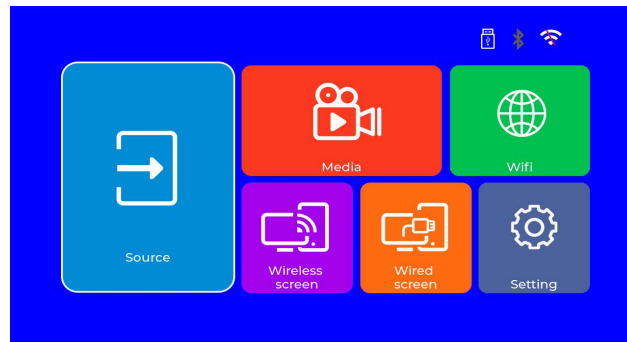 Media
Wifi
Source
Wireless
screen
Wired
screen
Setting